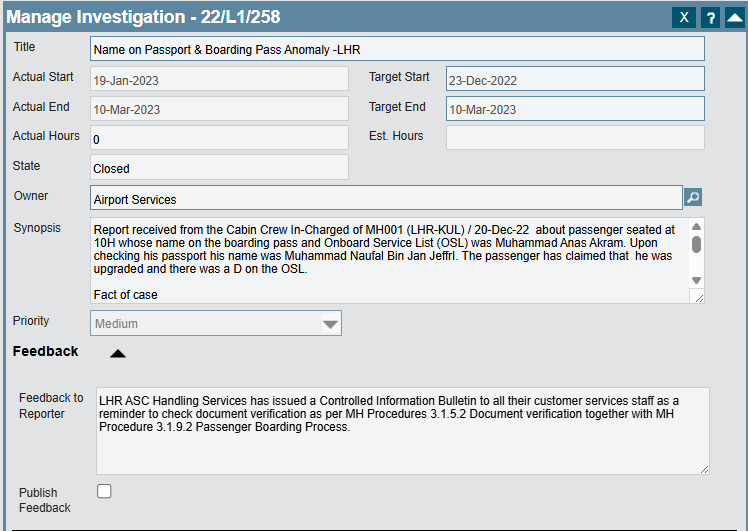 Manage Investigation - 22/L1/258
X ?
Title Name on Passport & Boarding Pass Anomaly -LHR
Actual Start 19-Jan-2023 Target Start 23-Dec-2022
Actual End 10-Mar-2023 Target End 10-Mar-2023
Actual Hours 0 Est. Hours
State Closed
Owner Airport Services
Synopsis Report received from the Cabin Crew In-Charged of MH001 (LHR-KUL) / 20-Dec-22 about passenger seated at
10H whose name on the boarding pass and Onboard Service List (OSL) was Muhammad Anas Akram. Upon
checking his passport his name was Muhammad Naufal Bin Jan Jeffrl. The passenger has claimed that he was
upgraded and there was a D on the OSL.
Fact of case
Priority Medium
Feedback
Feedback to
Reporter
LHR ASC Handling Services has issued a Controlled Information Bulletin to all their customer services staff as a
reminder to check document verification as per MH Procedures 3.1.5.2 Document verification together with MH
Procedure 3.1.9.2 Passenger Boarding Process.
Publish
Feedback